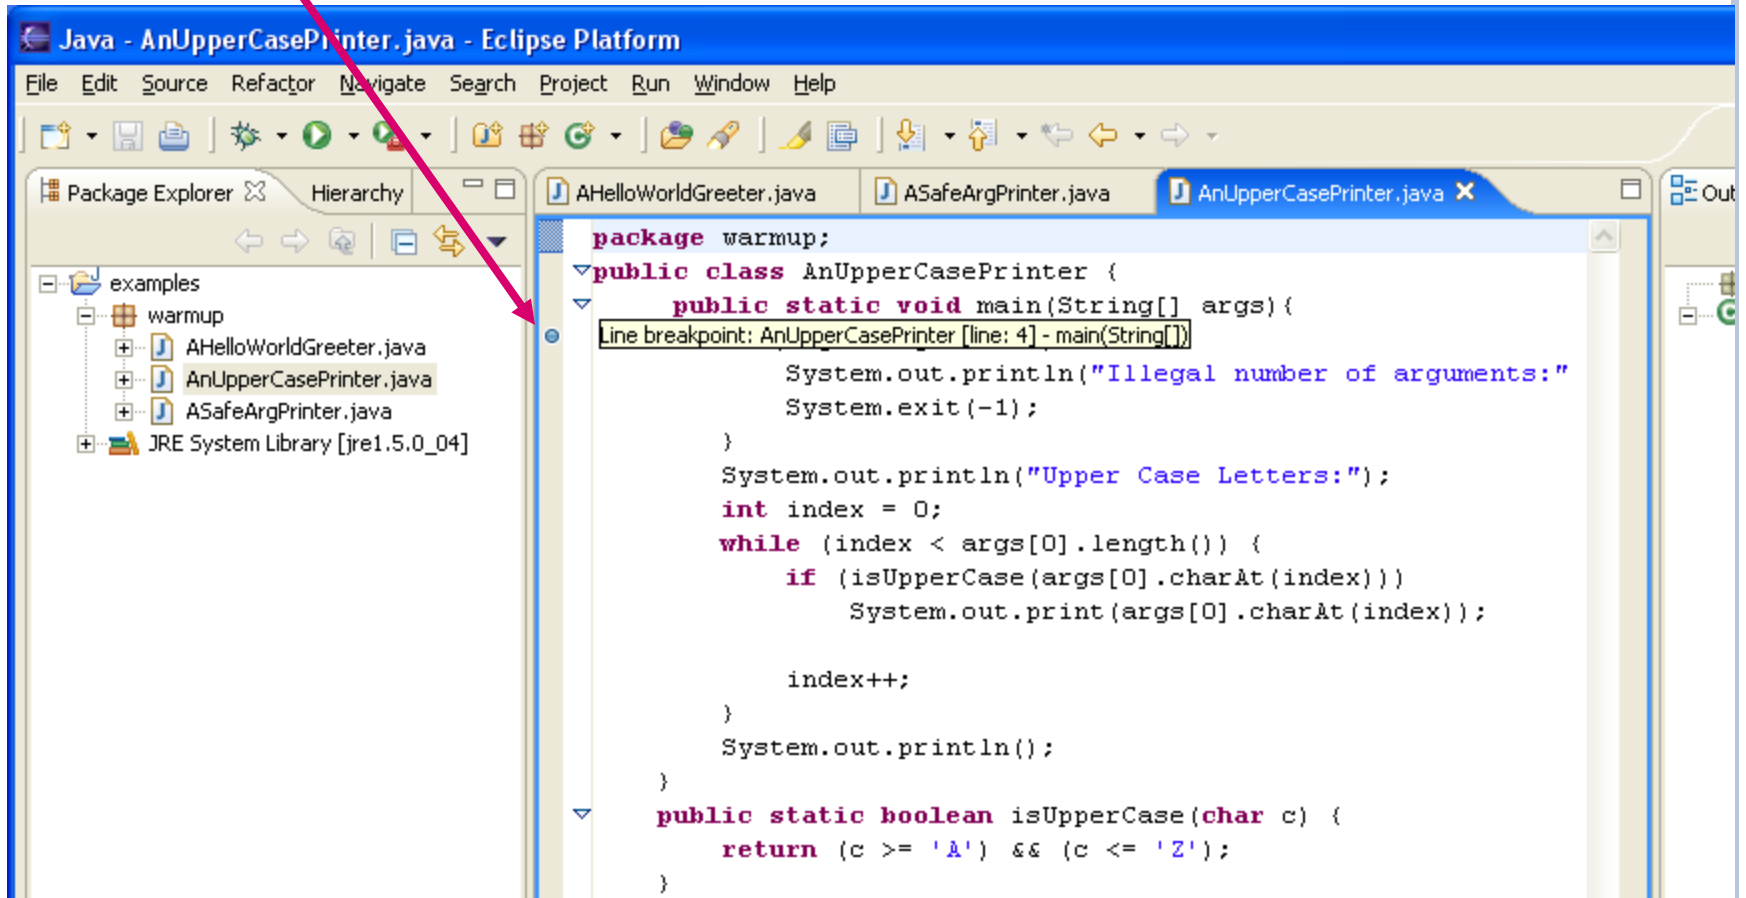 Java - AnUpperCasePrinter.java - Eclipse Platform
File Edit Source Refactor Navigate Search Project Run Window Help
Package Explorer Hierarchy
AHelloWorldGreeter.java ASafeArgPrinter.java AnUpperCasePrinter.java
Out
examples
warmup
AHelloWorldGreeter.java
AnUpperCasePrinter.java
ASafeArgPrinter.java
JRE System Library [jre1.5.0_04]
package warmup;
public class AnUpperCasePrinter {
public static void main(String[] args){
Line breakpoint: AnUpperCasePrinter [line: 4] - main(String[])
System.out.println("Illegal number of arguments:"
System.exit(-1);
}
System.out.println("Upper Case Letters:");
int index = 0;
while (index < args[0].length()) {
if (isUpperCase(args[0].charAt(index)))
System.out.print(args[0].charAt(index));
index++;
}
System.out.println();
}
public static boolean isUpperCase(char c) {
return (c >= 'A') && (c <= 'Z');
}